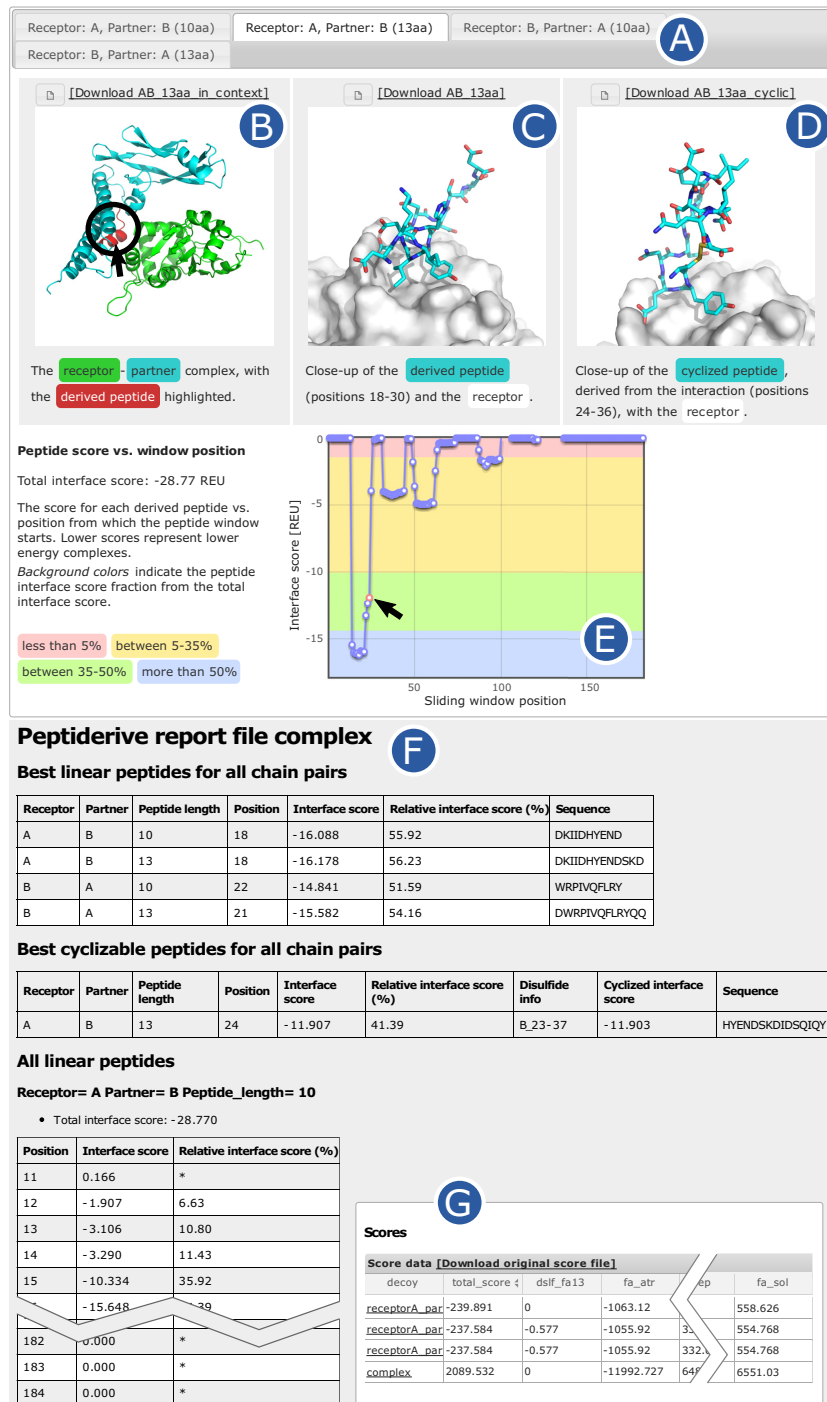 Receptor: A, Partner: B (10aa) Receptor: A, Partner: B (13aa) Receptor: B, Partner: A (10aa)
Receptor: B, Partner: A (13aa)
A
[Download AB_13aa_in_context] [Download AB_13aa] [Download AB_13aa_cyclic]
B C D
The receptor - partner complex, with
the derived peptide highlighted.
Close-up of the derived peptide
(positions 18-30) and the receptor .
Close-up of the cyclized peptide ,
derived from the interaction (positions
24-36), with the receptor .
Peptide score vs. window position
Total interface score: -28.77 REU
The score for each derived peptide vs.
position from which the peptide window
starts. Lower scores represent lower
energy complexes.
Background colors indicate the peptide
interface score fraction from the total
interface score.
less than 5% between 5-35%
between 35-50% more than 50%
Interface score [REU]
0
-5
-10
-15
E
50 100 150
Sliding window position
Peptiderive report file complex
F
Best linear peptides for all chain pairs
Receptor Partner Peptide length Position Interface score Relative interface score (%) Sequence
A B 10 18 -16.088 55.92 DKIIDHYEND
A B 13 18 -16.178 56.23 DKIIDHYENDSKD
B A 10 22 -14.841 51.59 WRPIVQFLRY
B A 13 21 -15.582 54.16 DWRPIVQFLRYQQ
Best cyclizable peptides for all chain pairs
Receptor Partner Peptide length Position Interface score Relative interface score (%) Disulfide info Cyclized interface score Sequence
A B 13 24 -11.907 41.39 B_23-37 -11.903 HYENDSKDIDSQIQY
All linear peptides
Receptor= A Partner= B Peptide_length= 10
• Total interface score: -28.770
Position Interface score Relative interface score (%)
11 0.166 *
12 -1.907 6.63
13 -3.106 10.80
14 -3.290 11.43
15 -10.334 35.92
-15.648
182 0.000 *
183 0.000 *
184 0.000 *
G
Scores
Score data [Download original score file]
decoy total_score dslf_fa13 fa_atr fa_sol
receptorA_par -239.891 0 -1063.12 558.626
receptorA_par -237.584 -0.577 -1055.92 554.768
receptorA_par -237.584 -0.577 -1055.92 554.768
complex 2089.532 0 -11992.727 6551.03